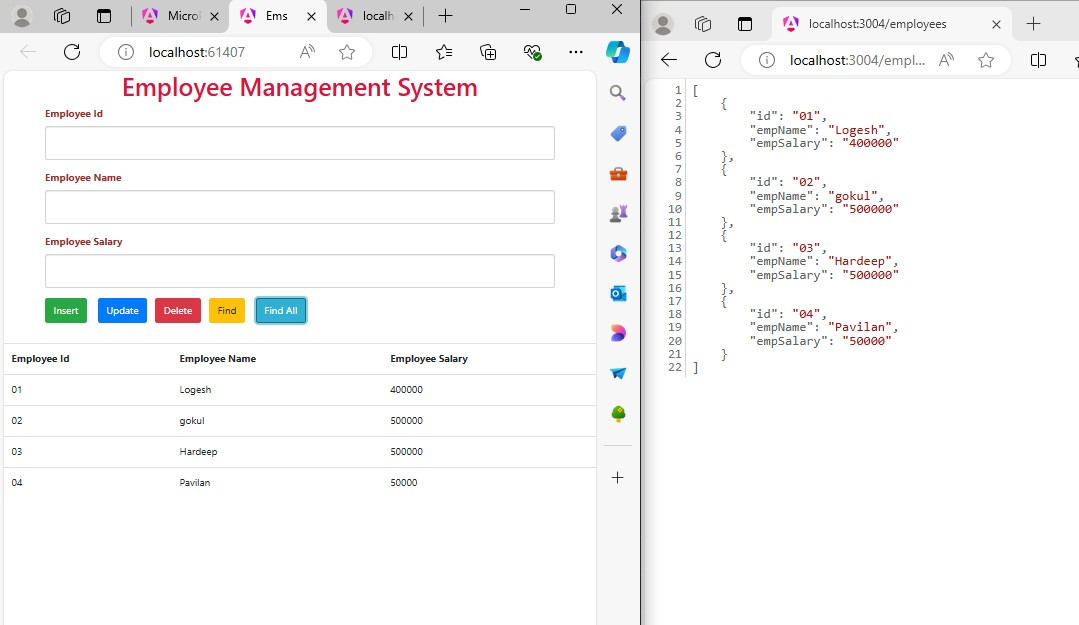 Micro
Ems
localh
localhost:61407
Employee Management System
Employee Id
Employee Name
Employee Salary
Insert
Update
Delete
Find
Find All
Employee Id Employee Name Employee Salary
01 Logesh 400000
02 gokul 500000
03 Hardeep 500000
04 Pavilan 50000
localhost:3004/employees
localhost:3004/empl...
1 [
2 {
3 "id": "01",
4 "empName": "Logesh",
5 "empSalary": "400000"
6 },
7 {
8 "id": "02",
9 "empName": "gokul",
10 "empSalary": "500000"
11 },
12 {
13 "id": "03",
14 "empName": "Hardeep",
15 "empSalary": "500000"
16 },
17 {
18 "id": "04",
19 "empName": "Pavilan",
20 "empSalary": "50000"
21 }
22 ]